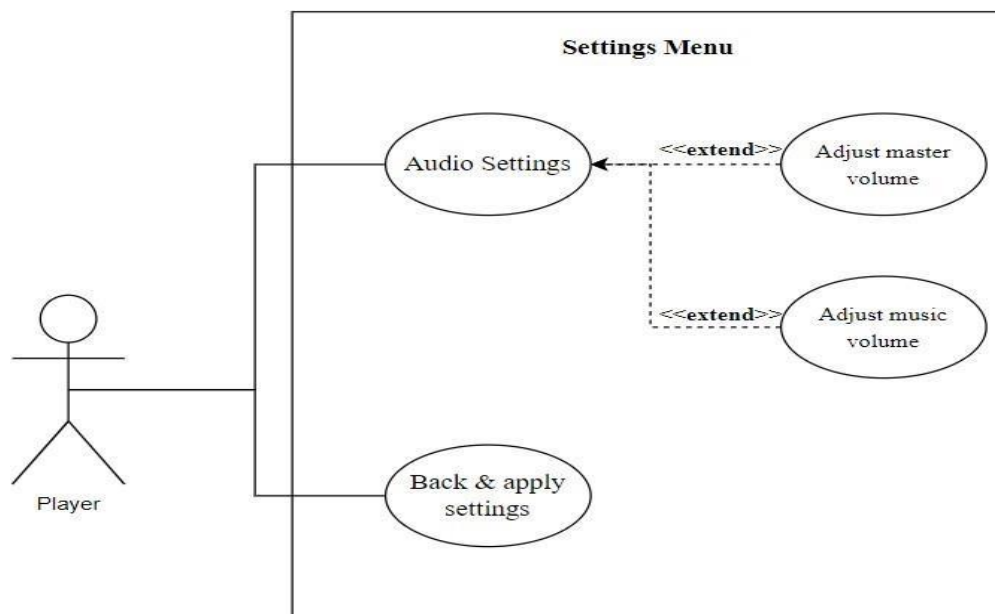 Settings Menu
Audio Settings
<<extend>>
Adjust master
volume
<<extend>>
Adjust music
volume
Player
Back & apply
settings